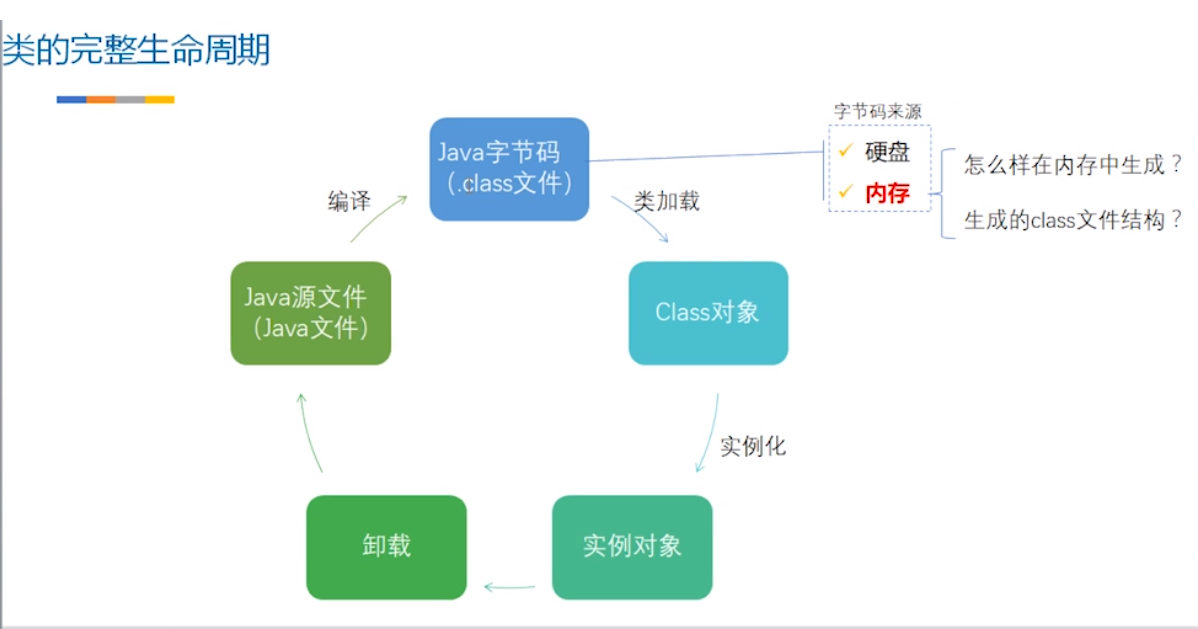 类的完整生命周期
字节码来源
Java字节码
（.class文件）
硬盘
内存
怎么样在内存中生成？
生成的class文件结构？
编译
类加载
Java源文件
（Java文件）
Class对象
实例化
卸载
实例对象